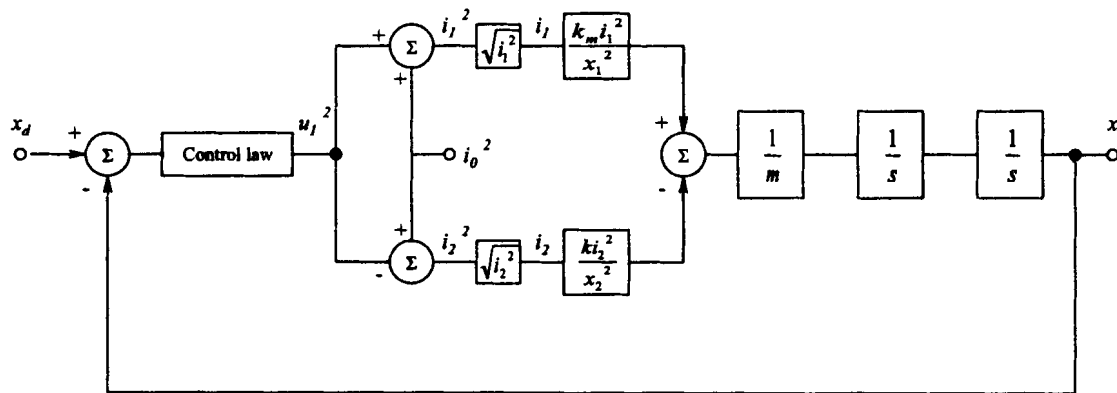 x_d
+
Σ
-
Control law
u_1^2
+
Σ
+
i_1^2
√i_1^2
i_1
k_m i_1^2
x_1^2
i_0^2
+
Σ
-
i_2^2
√i_2^2
i_2
ki_2^2
x_2^2
+
Σ
-
1
m
1
s
1
s
x